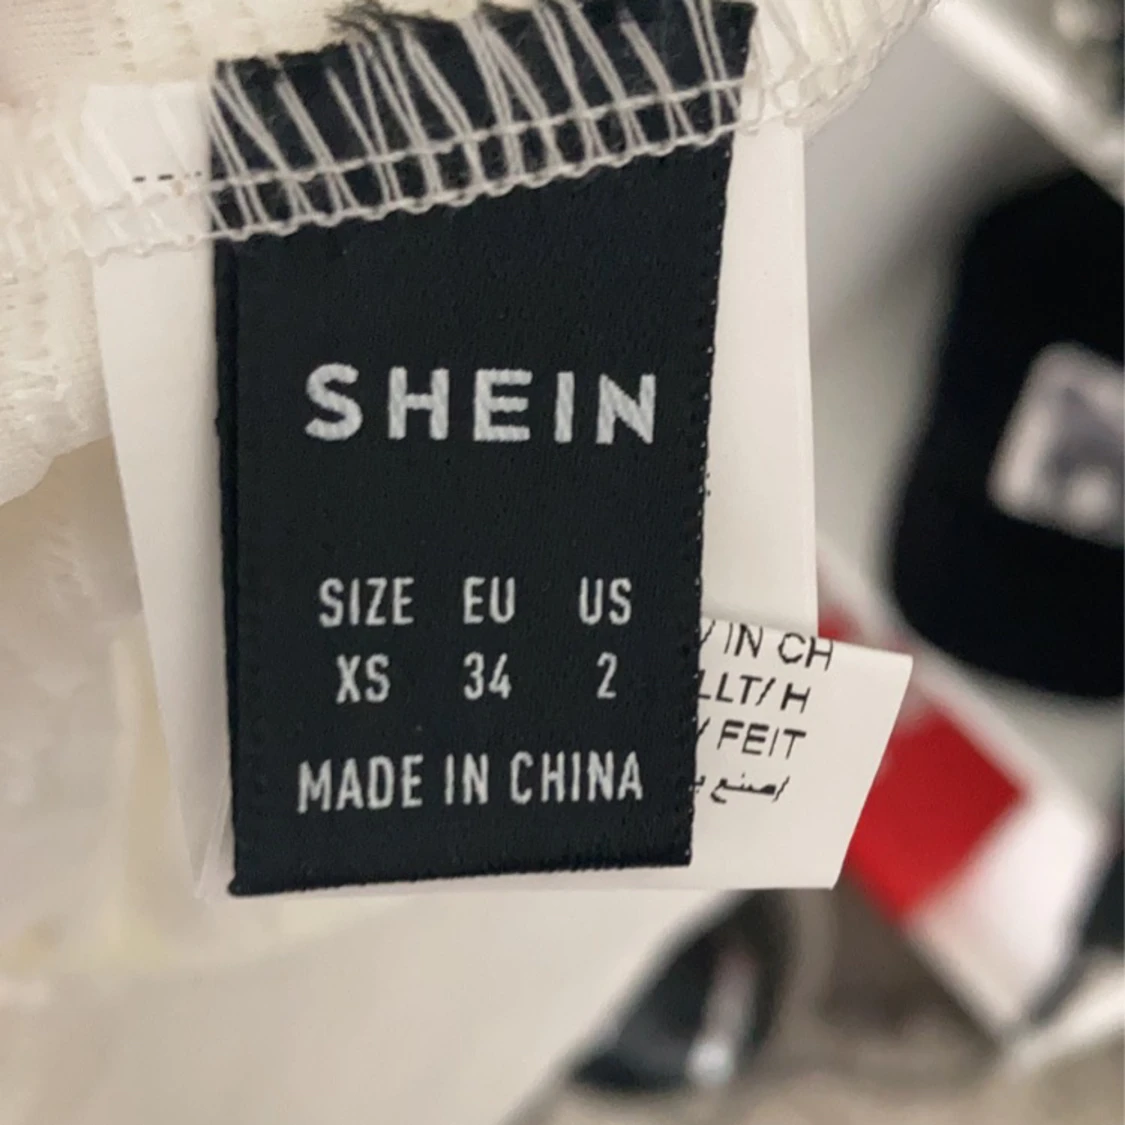 SHEIN
SIZE EU US
XS 34 2
MADE IN CHINA
IN CH
LLT/ H
/ FEIT